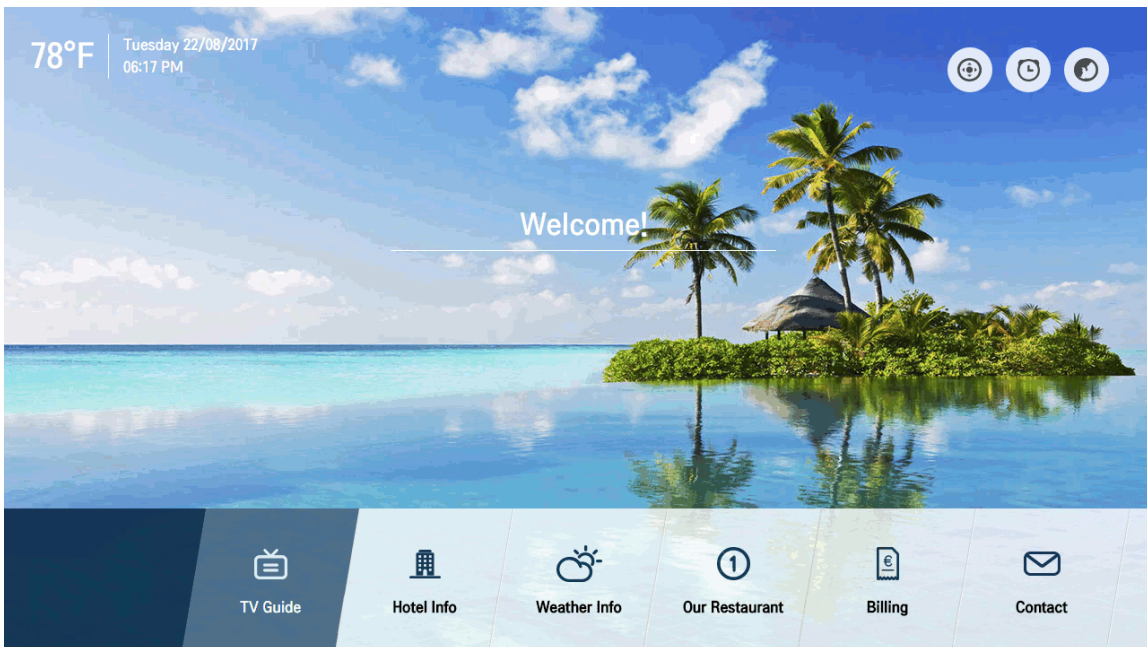 78°F
Tuesday 22/08/2017
06:17 PM
Welcome!
TV Guide
Hotel Info
Weather Info
1
Our Restaurant
€
Billing
Contact